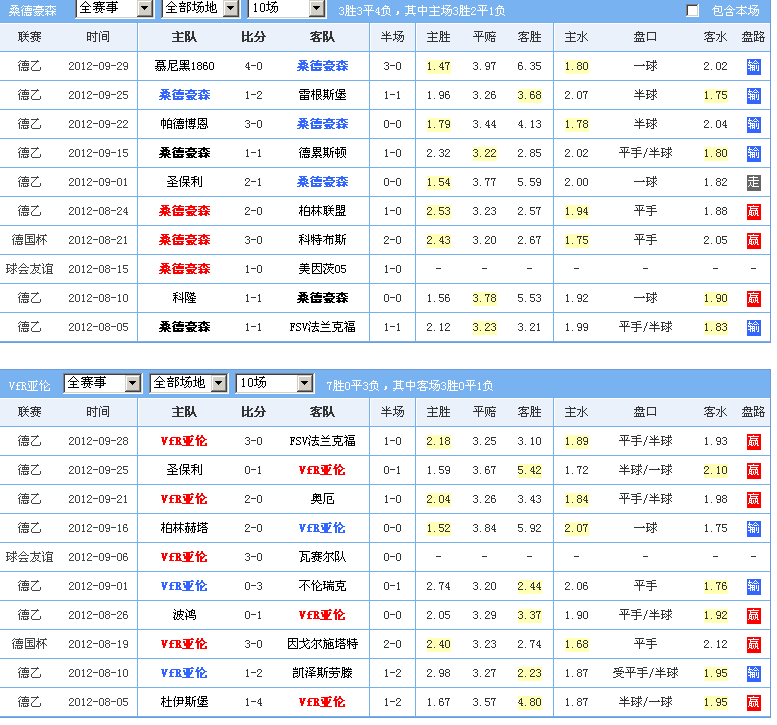 桑德豪森 全赛事 全部场地 10场 3胜3平4负，其中主场3胜2平1负 包含本场
联赛 时间 主队 比分 客队 半场 主胜 平赔 客胜 主水 盘口 客水 盘路
德乙 2012-09-29 慕尼黑1860 4-0 桑德豪森 3-0 1.47 3.97 6.35 1.80 一球 2.02 输
德乙 2012-09-25 桑德豪森 1-2 雷根斯堡 1-1 1.96 3.26 3.68 2.07 半球 1.75 输
德乙 2012-09-22 帕德博恩 3-0 桑德豪森 0-0 1.79 3.44 4.13 1.78 半球 2.04 输
德乙 2012-09-15 桑德豪森 1-1 德累斯顿 1-0 2.32 3.22 2.85 2.02 平手/半球 1.80 输
德乙 2012-09-01 圣保利 2-1 桑德豪森 0-0 1.54 3.77 5.59 2.00 一球 1.82 走
德乙 2012-08-24 桑德豪森 2-0 柏林联盟 1-0 2.53 3.23 2.57 1.94 平手 1.88 赢
德国杯 2012-08-21 桑德豪森 3-0 科特布斯 2-0 2.43 3.20 2.67 1.75 平手 2.05 赢
球会友谊 2012-08-15 桑德豪森 1-0 美因茨05 1-0 - - - - - - -
德乙 2012-08-10 科隆 1-1 桑德豪森 0-0 1.56 3.78 5.53 1.92 一球 1.90 赢
德乙 2012-08-05 桑德豪森 1-1 FSV法兰克福 1-1 2.12 3.23 3.21 1.99 平手/半球 1.83 输
VfR亚伦 全赛事 全部场地 10场 7胜0平3负，其中客场3胜0平1负
联赛 时间 主队 比分 客队 半场 主胜 平赔 客胜 主水 盘口 客水 盘路
德乙 2012-09-28 VfR亚伦 3-0 FSV法兰克福 1-0 2.18 3.25 3.10 1.89 平手/半球 1.93 赢
德乙 2012-09-25 圣保利 0-1 VfR亚伦 0-1 1.59 3.67 5.42 1.72 半球/一球 2.10 赢
德乙 2012-09-21 VfR亚伦 2-0 奥厄 1-0 2.04 3.26 3.43 1.84 平手/半球 1.98 赢
德乙 2012-09-16 柏林赫塔 2-0 VfR亚伦 0-0 1.52 3.84 5.92 2.07 一球 1.75 输
球会友谊 2012-09-06 VfR亚伦 3-0 瓦赛尔队 0-0 - - - - - - -
德乙 2012-09-01 VfR亚伦 0-3 不伦瑞克 0-1 2.74 3.20 2.44 2.06 平手 1.76 输
德乙 2012-08-26 波鸿 0-1 VfR亚伦 0-0 2.05 3.29 3.37 1.90 平手/半球 1.92 赢
德国杯 2012-08-19 VfR亚伦 3-0 因戈尔施塔特 2-0 2.40 3.23 2.74 1.68 平手 2.12 赢
德乙 2012-08-10 VfR亚伦 1-2 凯泽斯劳滕 1-2 2.98 3.27 2.23 1.87 受平手/半球 1.95 输
德乙 2012-08-05 杜伊斯堡 1-4 VfR亚伦 1-2 1.67 3.57 4.80 1.87 半球/一球 1.95 赢